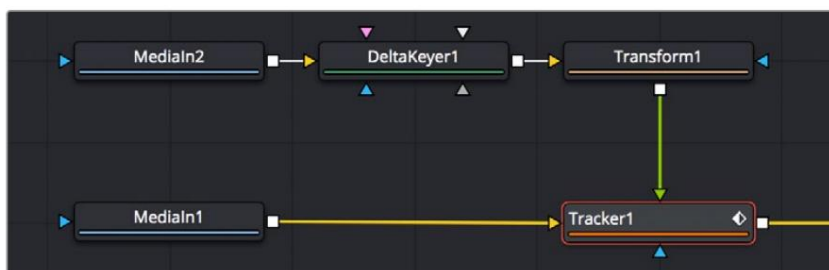 MediaIn2
DeltaKeyer1
Transform1
MediaIn1
Tracker1